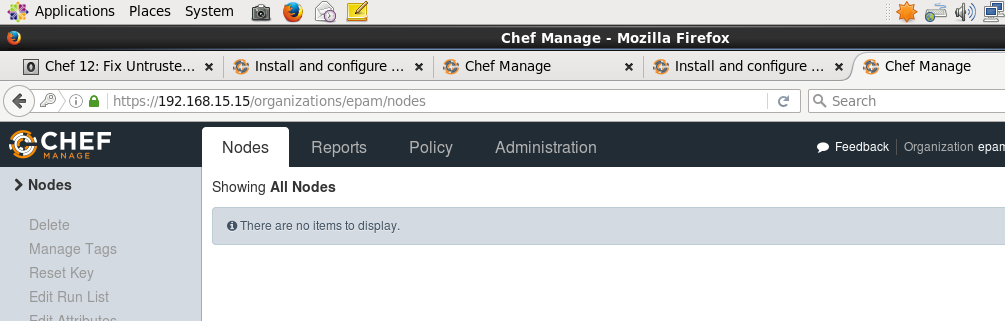 Applications Places System
Chef Manage - Mozilla Firefox
Chef 12: Fix Untruste... × Install and configure ... × Chef Manage × Install and configure ... × Chef Manage
https://192.168.15.15/organizations/epam/nodes Search
CHEF MANAGE Nodes Reports Policy Administration Feedback Organization epam
Nodes Showing All Nodes
Delete There are no items to display.
Manage Tags
Reset Key
Edit Run List
Edit Attributes